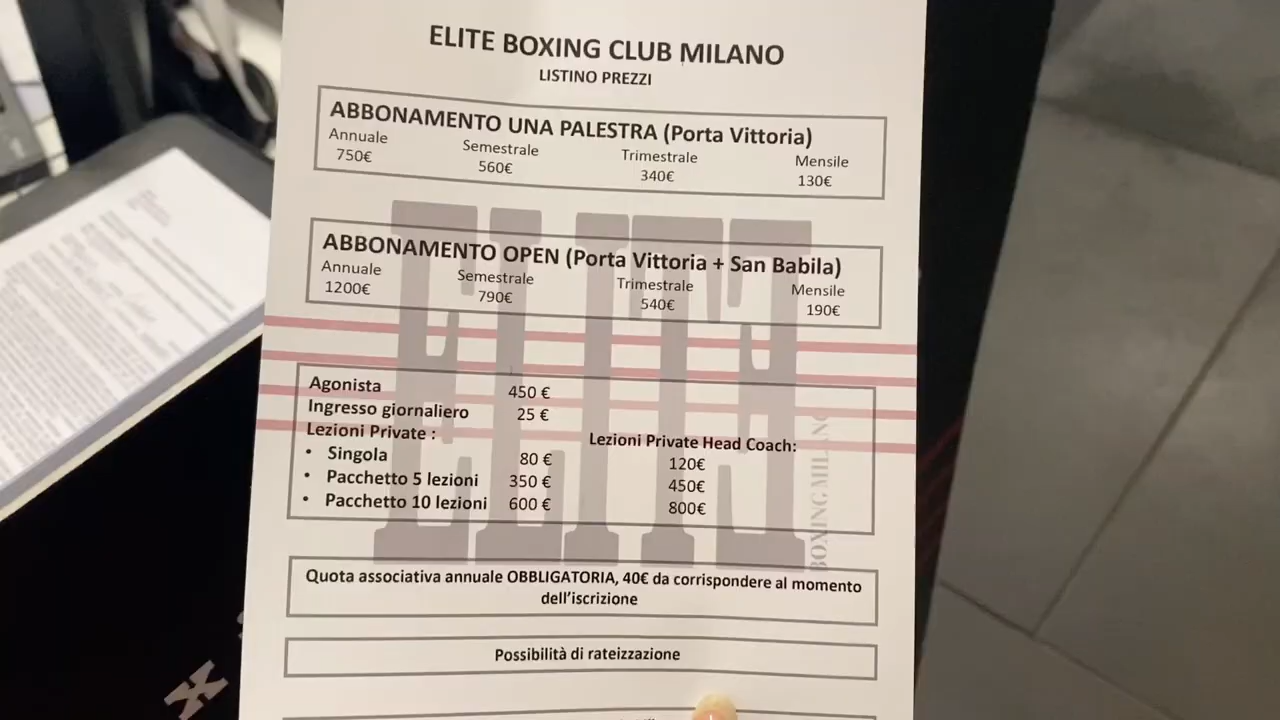 ELITE BOXING CLUB MILANO
LISTINO PREZZI
ABBONAMENTO UNA PALESTRA (Porta Vittoria)
Annuale Semestrale Trimestrale Mensile
750€ 560€ 340€ 130€
ABBONAMENTO OPEN (Porta Vittoria + San Babila)
Annuale Semestrale Trimestrale Mensile
1200€ 790€ 540€ 190€
Agonista 450 €
Ingresso giornaliero 25 €
Lezioni Private : Lezioni Private Head Coach:
• Singola 80 € 120€
• Pacchetto 5 lezioni 350 € 450€
• Pacchetto 10 lezioni 600 € 800€
BOXING MILANO
Quota associativa annuale OBBLIGATORIA, 40€ da corrispondere al momento
dell'iscrizione
Possibilità di rateizzazione